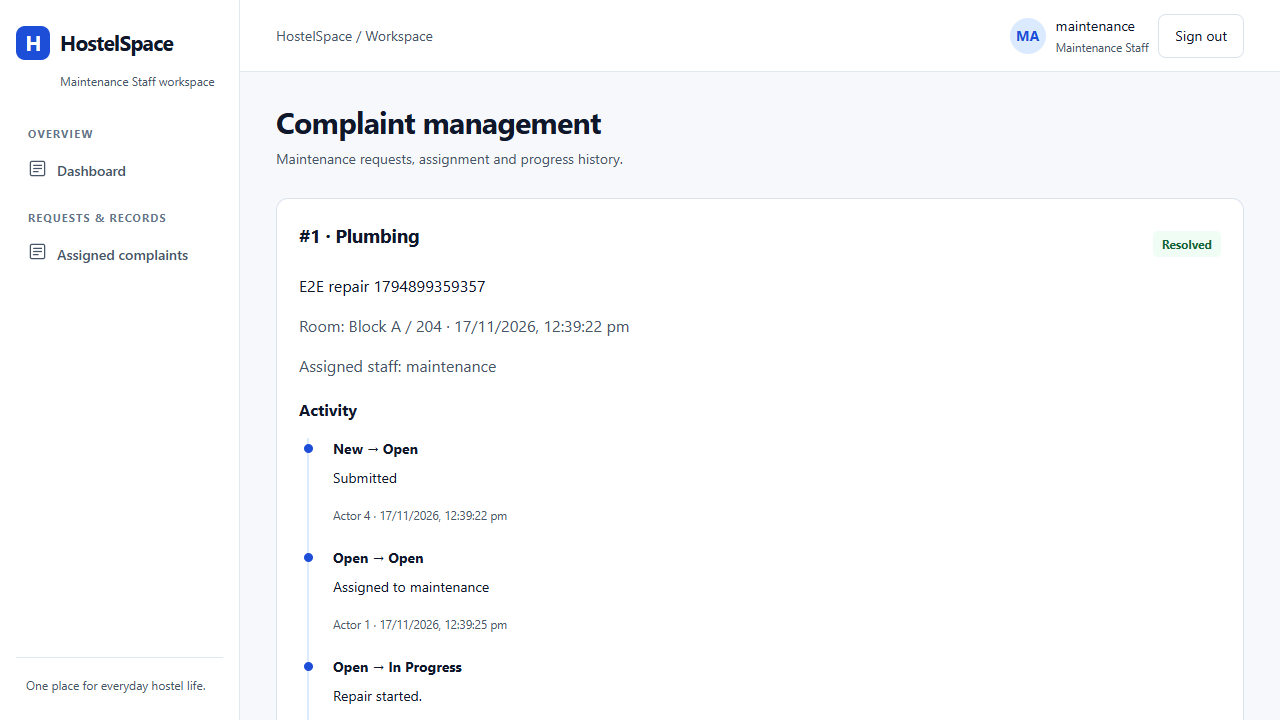 H HostelSpace
Maintenance Staff workspace
OVERVIEW
Dashboard
REQUESTS & RECORDS
Assigned complaints
One place for everyday hostel life.
HostelSpace / Workspace
MA
maintenance
Maintenance Staff
Sign out
Complaint management
Maintenance requests, assignment and progress history.
#1 · Plumbing
Resolved
E2E repair 1794899359357
Room: Block A / 204 · 17/11/2026, 12:39:22 pm
Assigned staff: maintenance
Activity
New → Open
Submitted
Actor 4 · 17/11/2026, 12:39:22 pm
Open → Open
Assigned to maintenance
Actor 1 · 17/11/2026, 12:39:25 pm
Open → In Progress
Repair started.